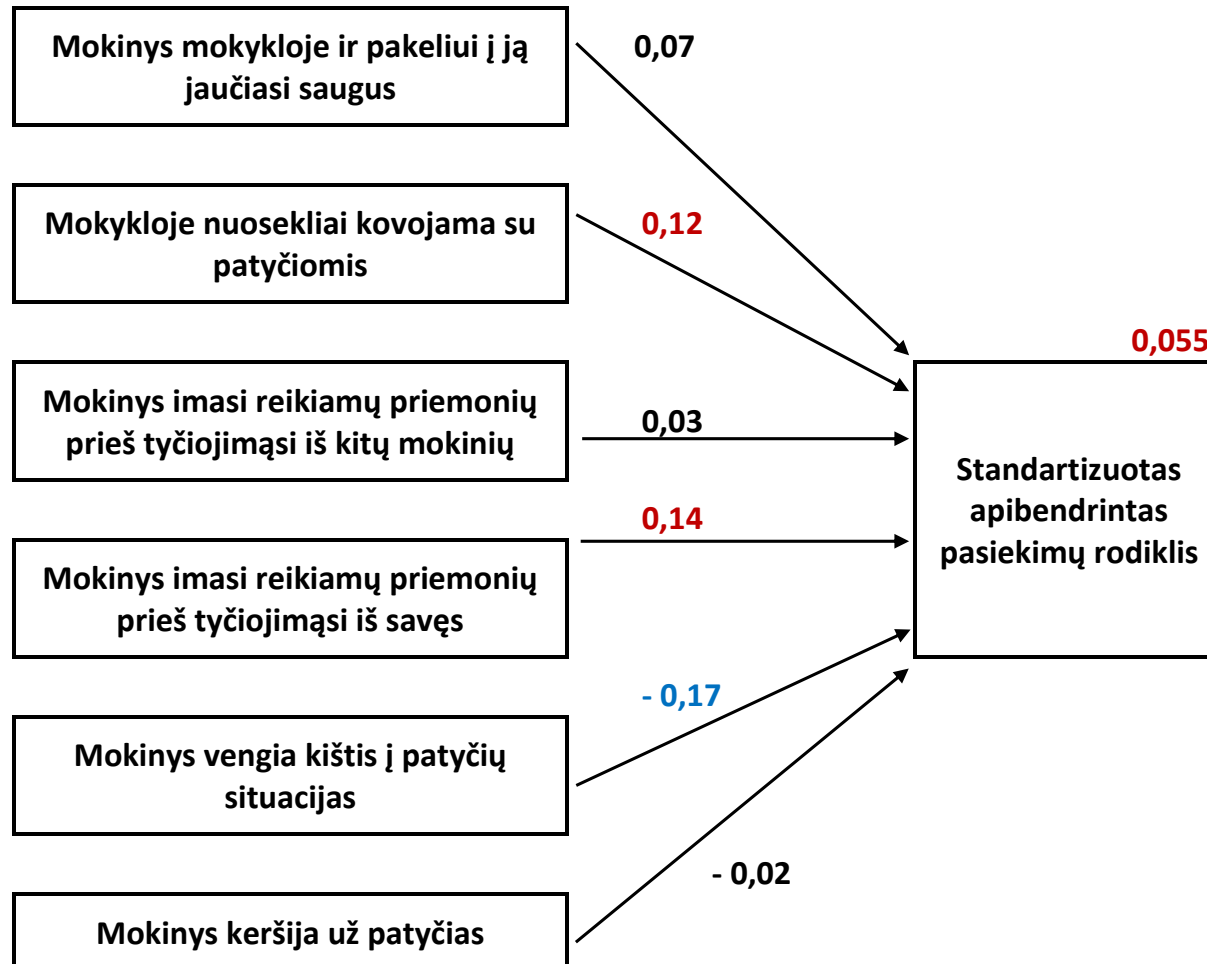 Mokinys mokykloje ir pakeliui į ją
jaučiasi saugus
0,07
Mokykloje nuosekliai kovojama su
patyčiomis
0,12
Mokinys imasi reikiamų priemonių
prieš tyčiojimąsi iš kitų mokinių
0,03
Mokinys imasi reikiamų priemonių
prieš tyčiojimąsi iš savęs
0,14
Mokinys vengia kištis į patyčių
situacijas
- 0,17
Mokinys keršija už patyčias
- 0,02
0,055
Standartizuotas
apibendrintas
pasiekimų rodiklis